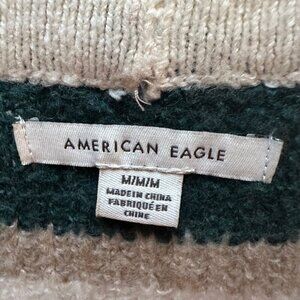 AMERICAN EAGLE
M/M/M
MADE IN CHINA
FABRIQUÉ EN
CHINE